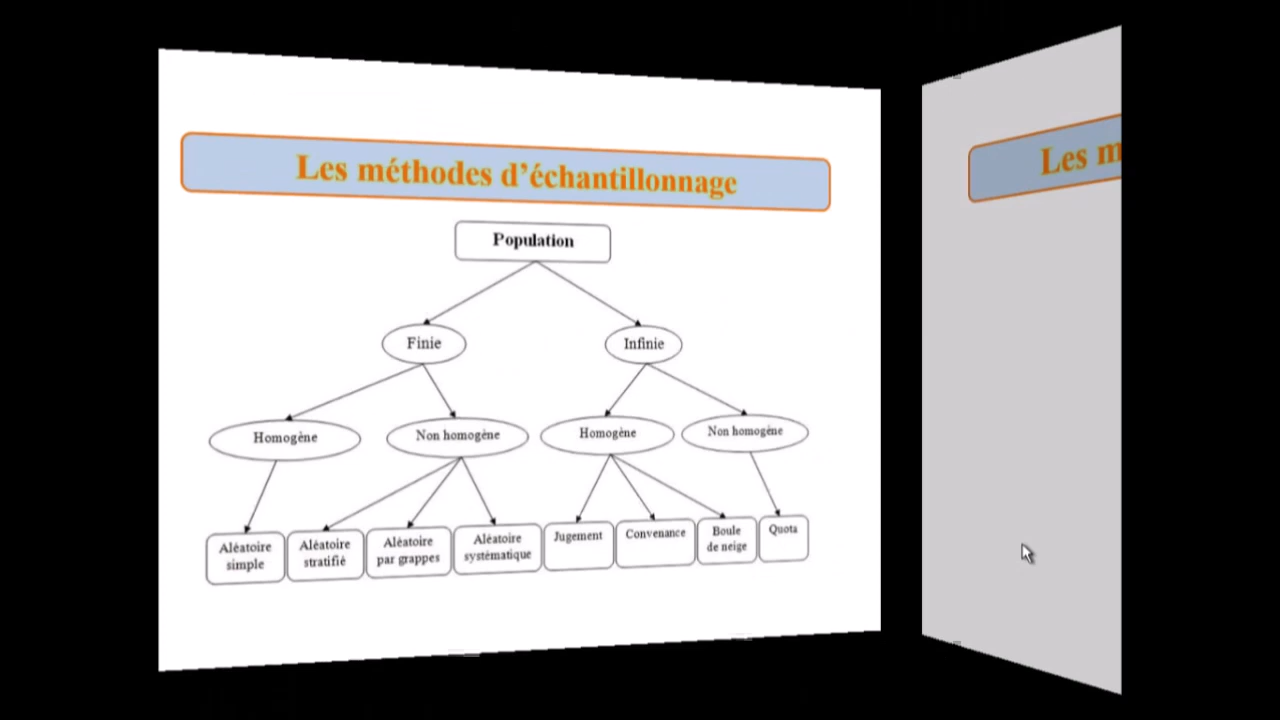 Les méthodes d'échantillonnage
Les m
Population
Finie
Infinie
Homogène
Non homogène
Homogène
Non homogène
Aléatoire
simple
Aléatoire
stratifié
Aléatoire
par grappes
Aléatoire
systématique
Jugement
Convenance
Boule
de neige
Quota